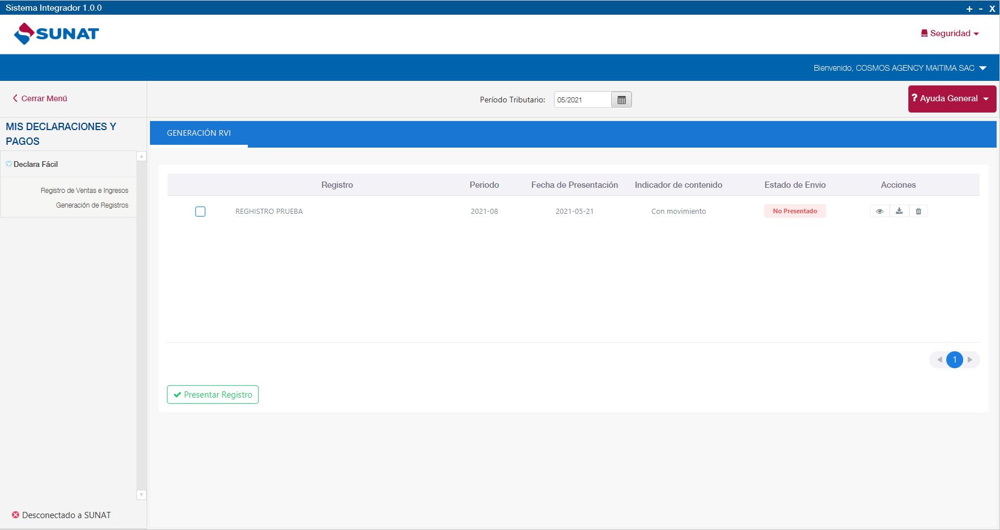 Sistema Integrador 1.0.0
+ - X
SUNAT
Seguridad
Bienvenido, COSMOS AGENCY MAITIMA SAC
Cerrar Menú
Período Tributario: 05/2021
? Ayuda General
MIS DECLARACIONES Y
PAGOS
GENERACIÓN RVI
Declara Fácil
Registro de Ventas e Ingresos
Generación de Registros
Registro Periodo Fecha de Presentación Indicador de contenido Estado de Envio Acciones
REGHISTRO PRUEBA 2021-08 2021-05-21 Con movimiento No Presentado
1
Presentar Registro
Desconectado a SUNAT